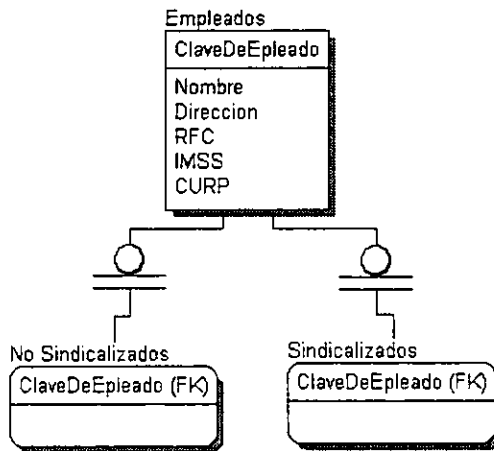 Empleados
ClaveDeEpleado
Nombre
Direccion
RFC
IMSS
CURP
No Sindicalizados
ClaveDeEpleado (FK)
Sindicalizados
ClaveDeEpleado (FK)